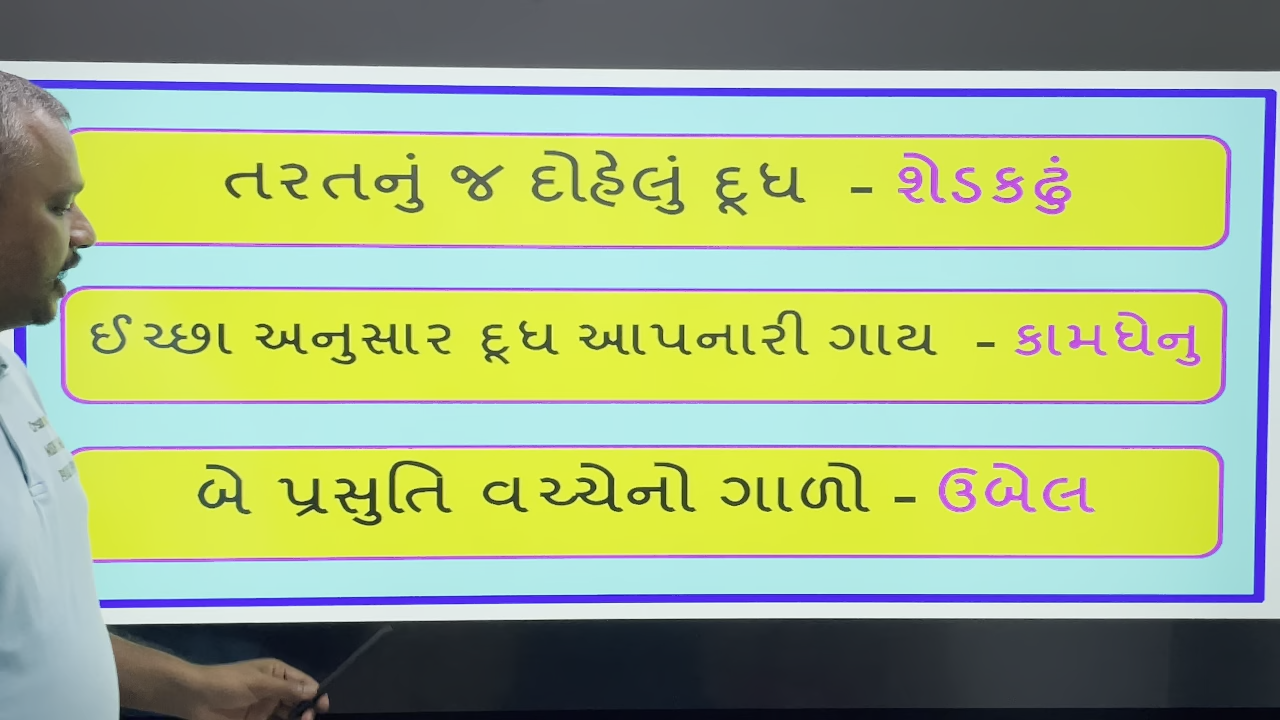 તરતનું જ દોહેલું દૂધ - શેડકઢું
ઈચ્છા અનુસાર દૂધ આપનારી ગાય - કામધેનુ
બે પ્રસુતિ વચ્ચેનો ગાળો - ઉબેલ